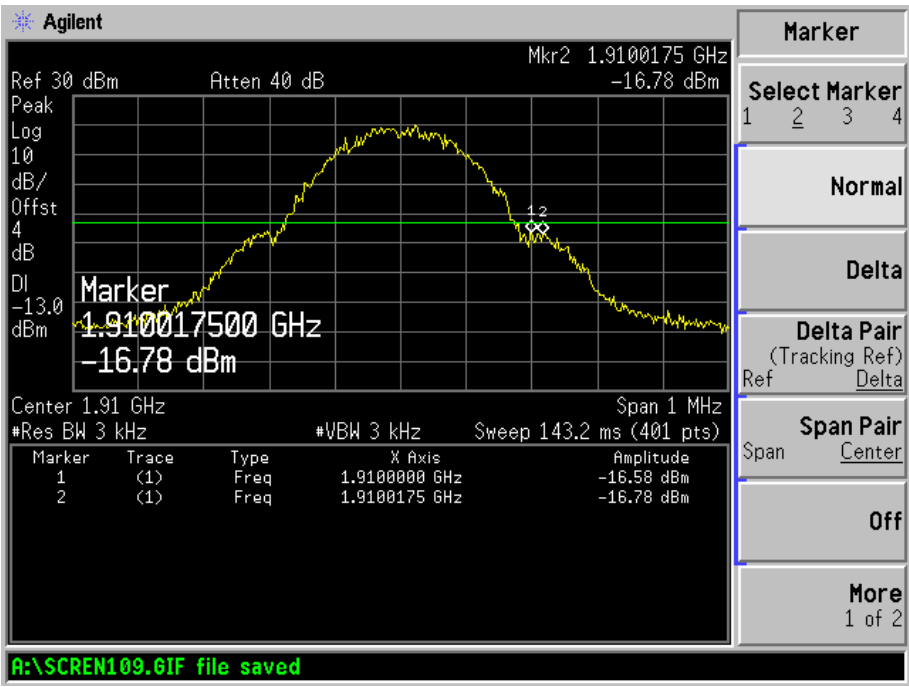 Agilent
Mkr2 1.9100175 GHz
Ref 30 dBm Atten 40 dB -16.78 dBm
Peak
Log
10
dB/
Offst
4
dB
DI
-13.0
dBm
1 2
Marker
1.910017500 GHz
-16.78 dBm
Center 1.91 GHz Span 1 MHz
#Res BW 3 kHz #VBW 3 kHz Sweep 143.2 ms (401 pts)
Marker Trace Type X Axis Amplitude
1 (1) Freq 1.9100000 GHz -16.58 dBm
2 (1) Freq 1.9100175 GHz -16.78 dBm
A:\SCREN109.GIF file saved
Marker
Select Marker
1 2 3 4
Normal
Delta
Delta Pair
(Tracking Ref)
Ref Delta
Span Pair
Span Center
Off
More
1 of 2